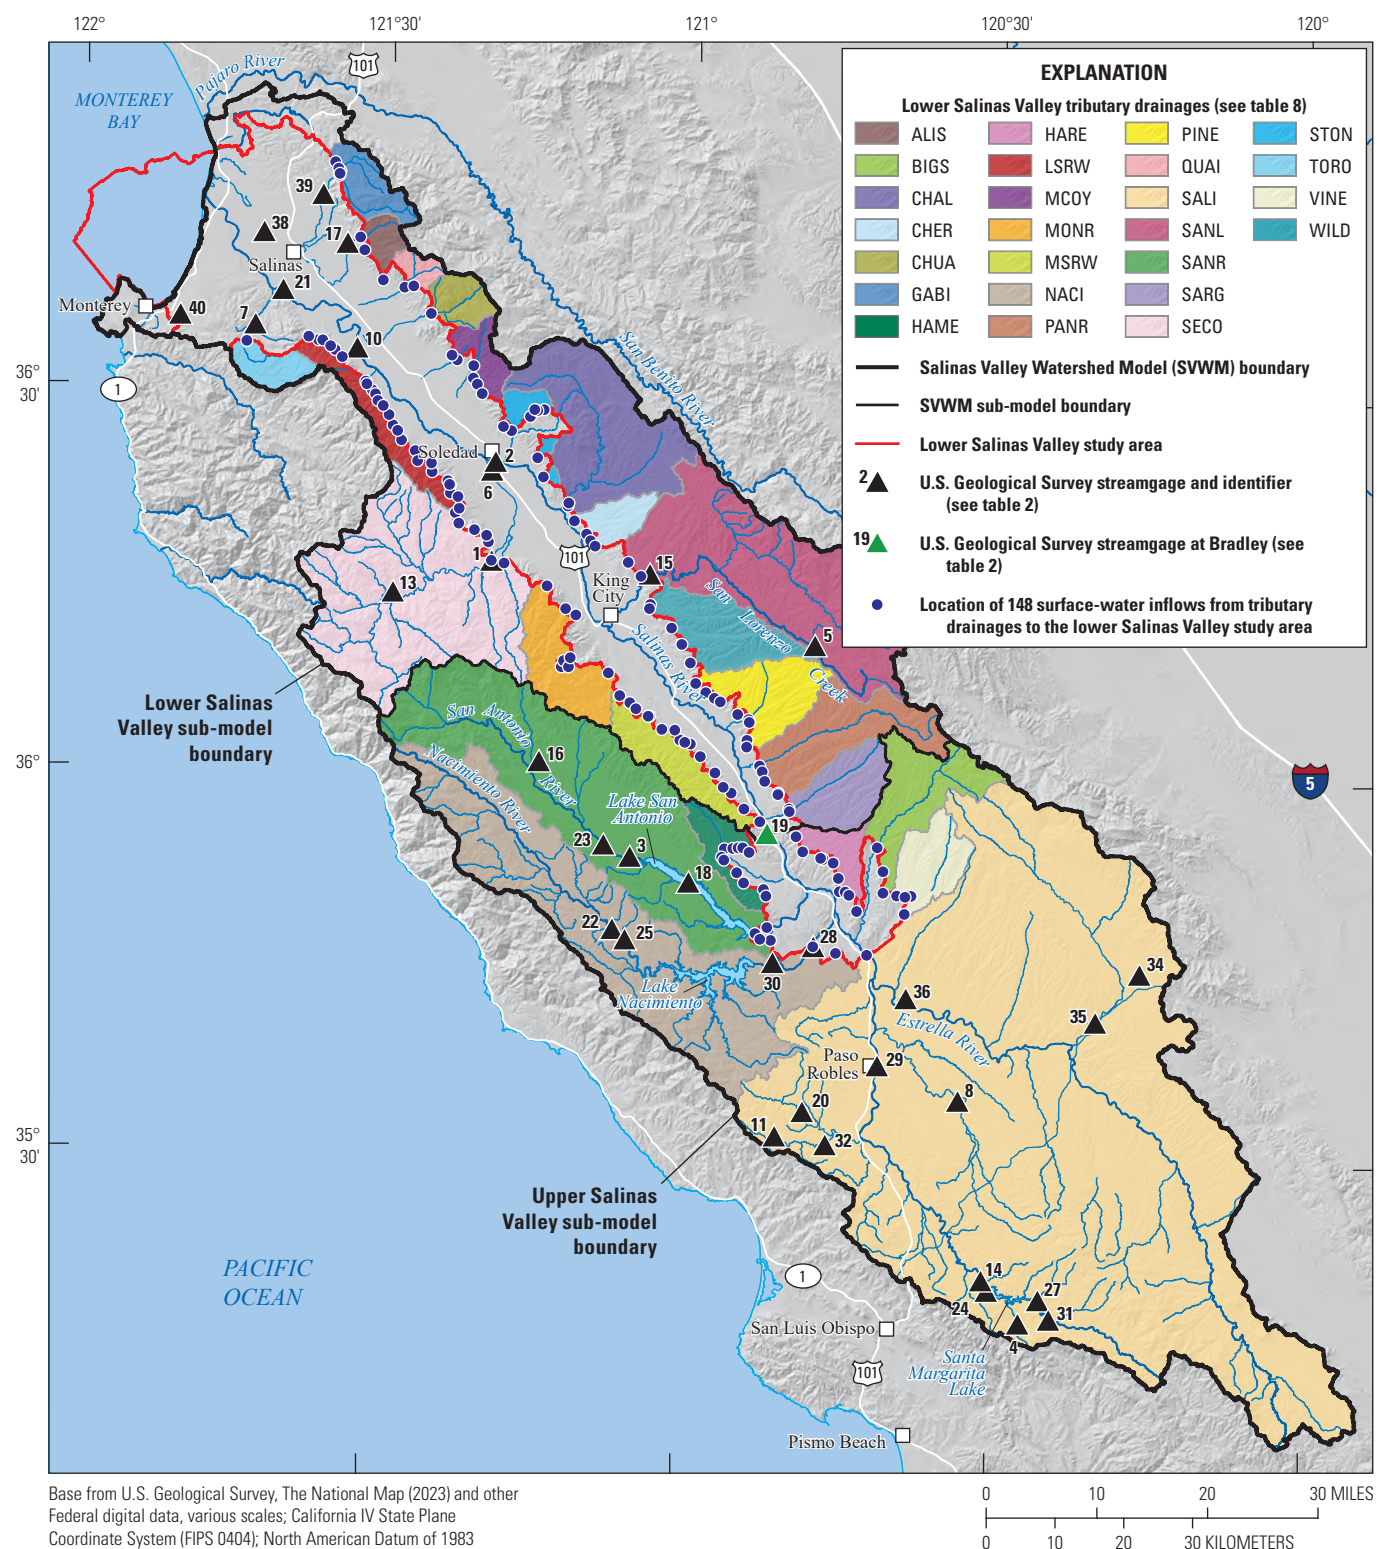 122°
121°30'
121°
120°30'
120°
101
Pajaro River
MONTEREY
BAY
EXPLANATION
Lower Salinas Valley tributary drainages (see table 8)
ALIS
HARE
PINE
STON
BIGS
LSRW
QUAI
TORO
CHAL
MCOY
SALI
VINE
CHER
MONR
SANL
WILD
CHUA
MSRW
SANR
GABI
NACI
SARG
HAME
PANR
SECO
Salinas Valley Watershed Model (SVWM) boundary
SVWM sub-model boundary
Lower Salinas Valley study area
2
U.S. Geological Survey streamgage and identifier
(see table 2)
19
U.S. Geological Survey streamgage at Bradley (see
table 2)
Location of 148 surface-water inflows from tributary
drainages to the lower Salinas Valley study area
39
38
17
Salinas
21
Monterey
40
7
10
San Benito River
36°
30'
1
Soledad
2
6
1
101
13
King
City
15
San Lorenzo
Creek
5
Salinas River
Lower Salinas
Valley sub-model
boundary
San Antonio
River
16
36°
Nacimiento River
5
Lake San
Antonio
19
23
3
18
22
25
28
30
Lake
Nacimiento
34
36
35
Estrella River
Paso
Robles
29
8
20
11
32
35°
30'
Upper Salinas
Valley sub-model
boundary
PACIFIC
OCEAN
1
14
24
27
31
4
San Luis Obispo
Santa
Margarita
Lake
101
Pismo Beach
Base from U.S. Geological Survey, The National Map (2023) and other
Federal digital data, various scales; California IV State Plane
Coordinate System (FIPS 0404); North American Datum of 1983
0 10 20 30 MILES
0 10 20 30 KILOMETERS